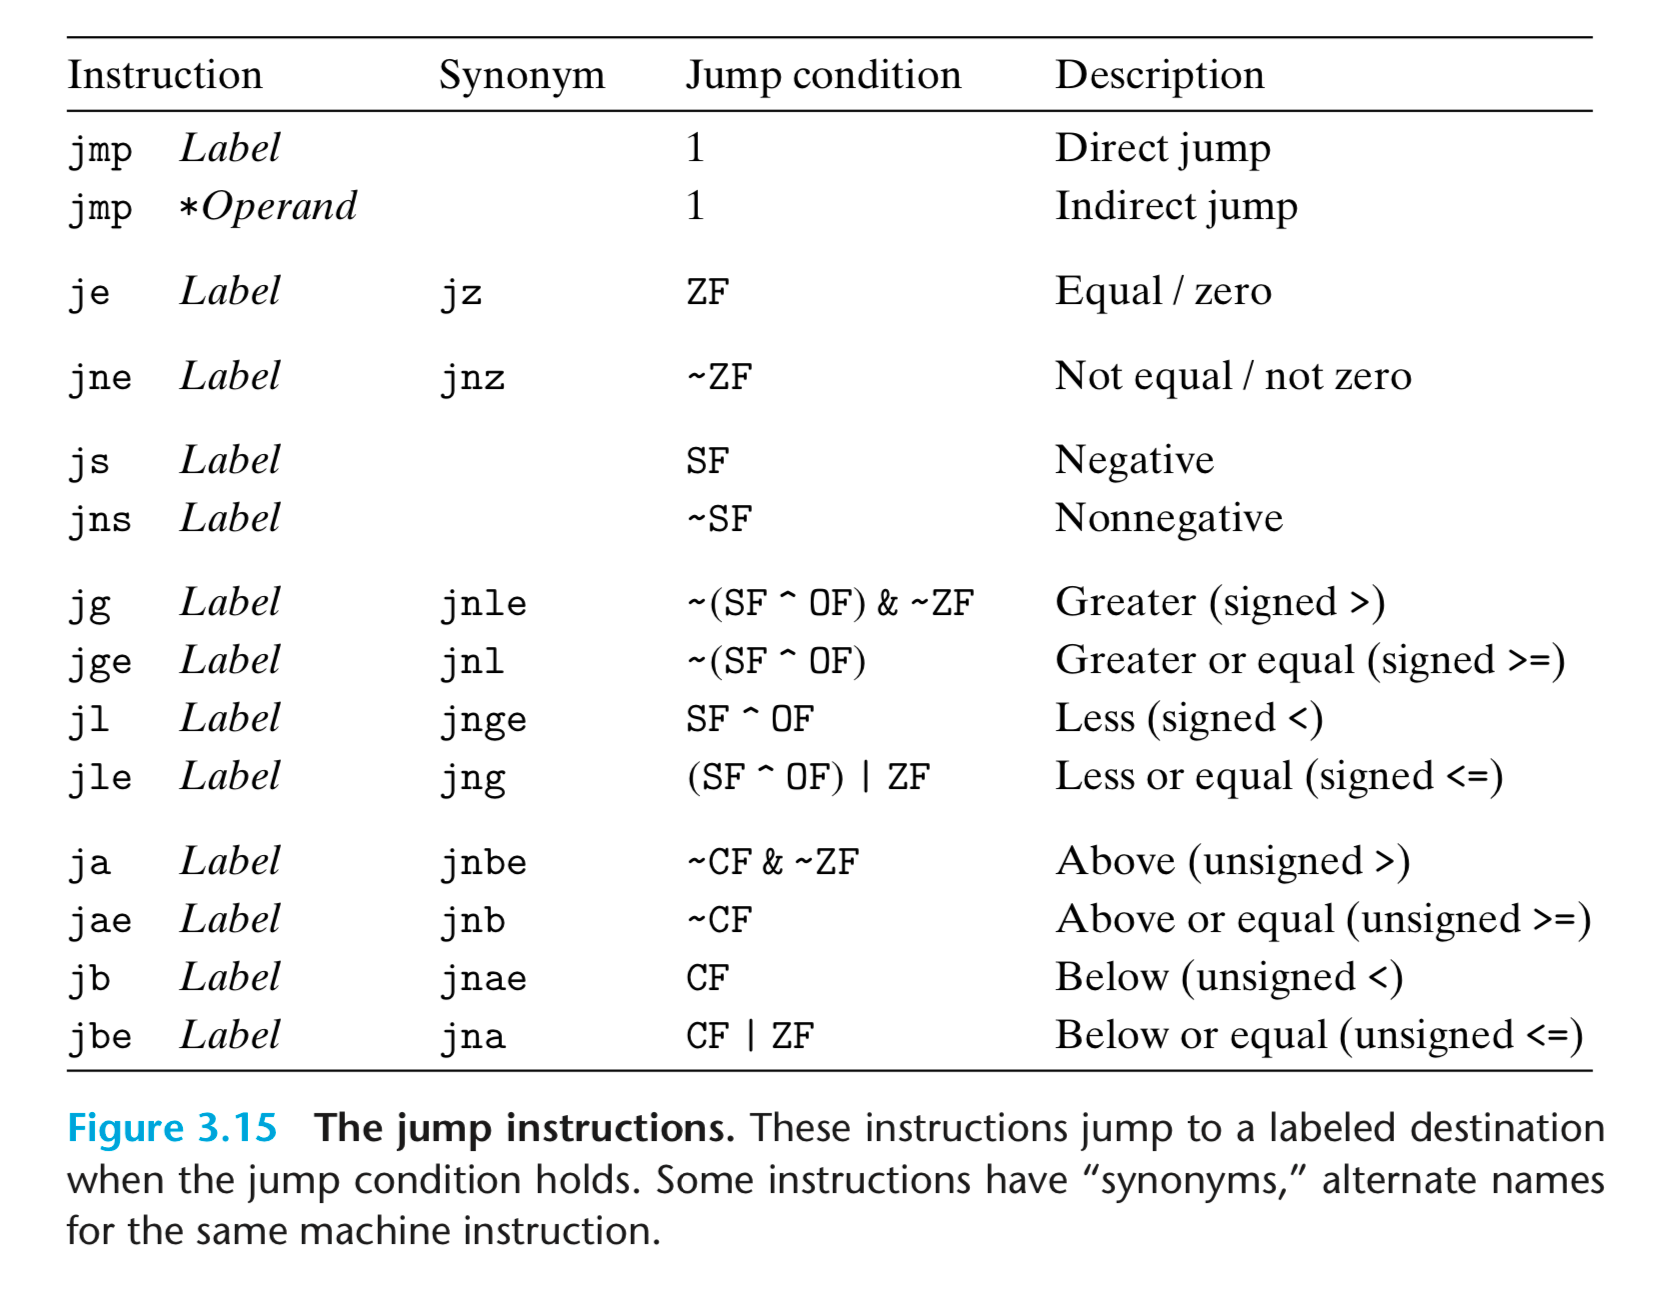 Instruction Synonym Jump condition Description
jmp Label 1 Direct jump
jmp *Operand 1 Indirect jump
je Label jz ZF Equal / zero
jne Label jnz ~ZF Not equal / not zero
js Label SF Negative
jns Label ~SF Nonnegative
jg Label jnle ~(SF ^ OF) & ~ZF Greater (signed >)
jge Label jnl ~(SF ^ OF) Greater or equal (signed >=)
jl Label jnge SF ^ OF Less (signed <)
jle Label jng (SF ^ OF) | ZF Less or equal (signed <=)
ja Label jnbe ~CF & ~ZF Above (unsigned >)
jae Label jnb ~CF Above or equal (unsigned >=)
jb Label jnae CF Below (unsigned <)
jbe Label jna CF | ZF Below or equal (unsigned <=)
Figure 3.15 The jump instructions. These instructions jump to a labeled destination
when the jump condition holds. Some instructions have “synonyms,” alternate names
for the same machine instruction.